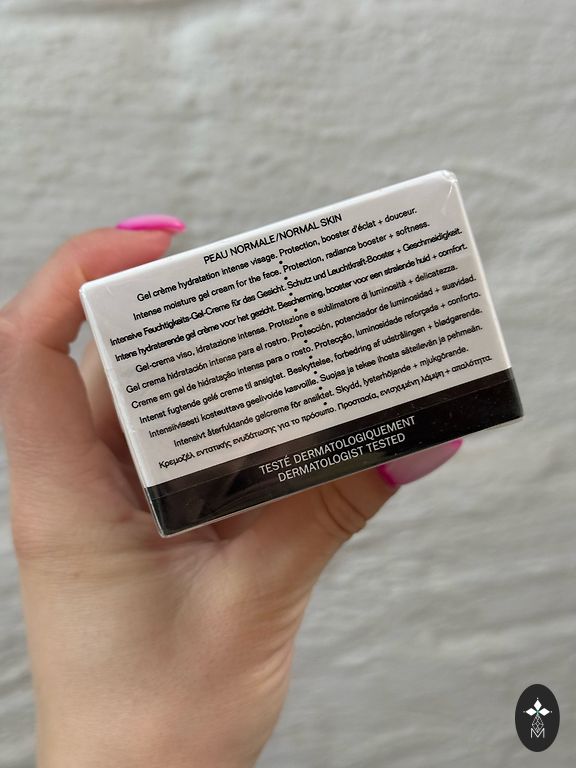 PEAU NORMALE/NORMAL SKIN
Gel crème hydratation intense visage. Protection, booster d'éclat + douceur.
Intense moisture gel cream for the face. Protection, radiance booster + softness.
Intensive Feuchtigkeits-Gel-Creme für das Gesicht. Schutz und Leuchtkraft-Booster + Geschmeidigkeit.
Intens hydraterende gel crème voor het gezicht. Bescherming, booster voor een stralende huid + comfort.
Gel-crema viso, idratazione intensa. Protezione e sublimatore di luminosità + delicatezza.
Gel crema hidratación intensa para el rostro. Protección, potenciador de luminosidad + suavidad.
Creme em gel de hidratação intensa para o rosto. Protecção, luminosidade reforçada + conforto.
Intenst fugtende gelé creme til ansigtet. Beskyttelse, forbedring af udstrålingen + blødgørende.
Intensiivisesti kosteuttava geelivoide kasvoille. Suojaa ja tekee ihosta säteilevän ja pehmeän.
Intensivt återfuktande gelcreme för ansiktet. Skydd, lysterhöjande + mjukgörande.
Κρεμοζέλ εντατικής ενυδάτωσης για το πρόσωπο. Προστασία, ενισχυμένη λάμψη + απαλότητα.
TESTÉ DERMATOLOGIQUEMENT
DERMATOLOGIST TESTED
M